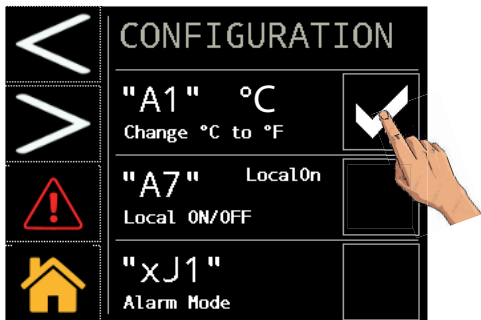 CONFIGURATION
"A1" °C
Change °C to °F
"A7" LocalOn
Local ON/OFF
"xJ1"
Alarm Mode